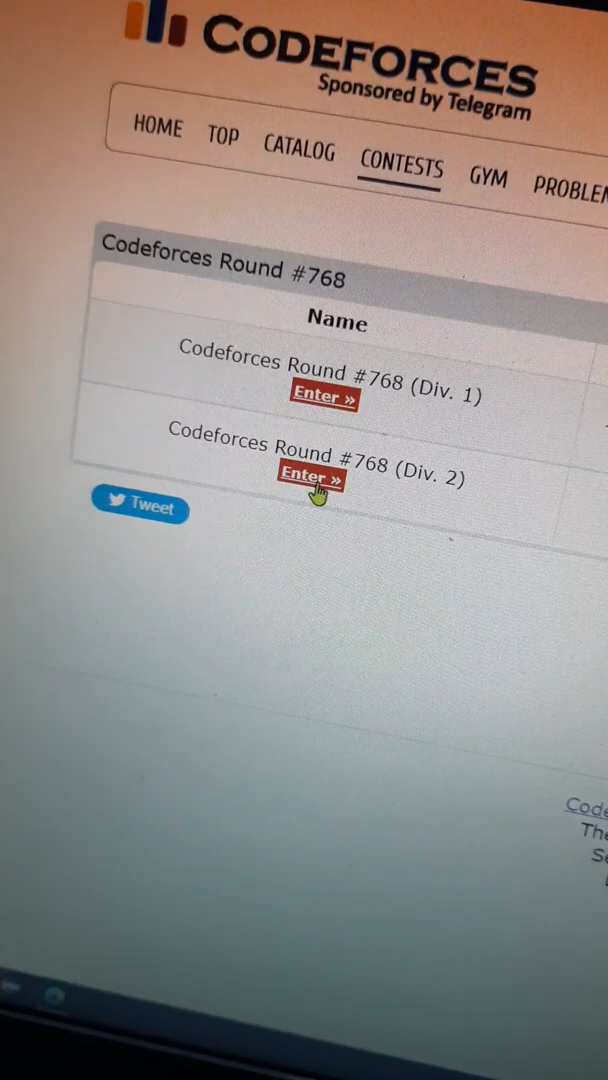 CODEFORCES
Sponsored by Telegram
HOME TOP CATALOG CONTESTS GYM
Codeforces Round #768
Name
Codeforces Round #768 (Div. 1)
Enter »
Codeforces Round #768 (Div. 2)
Enter »
Tweet